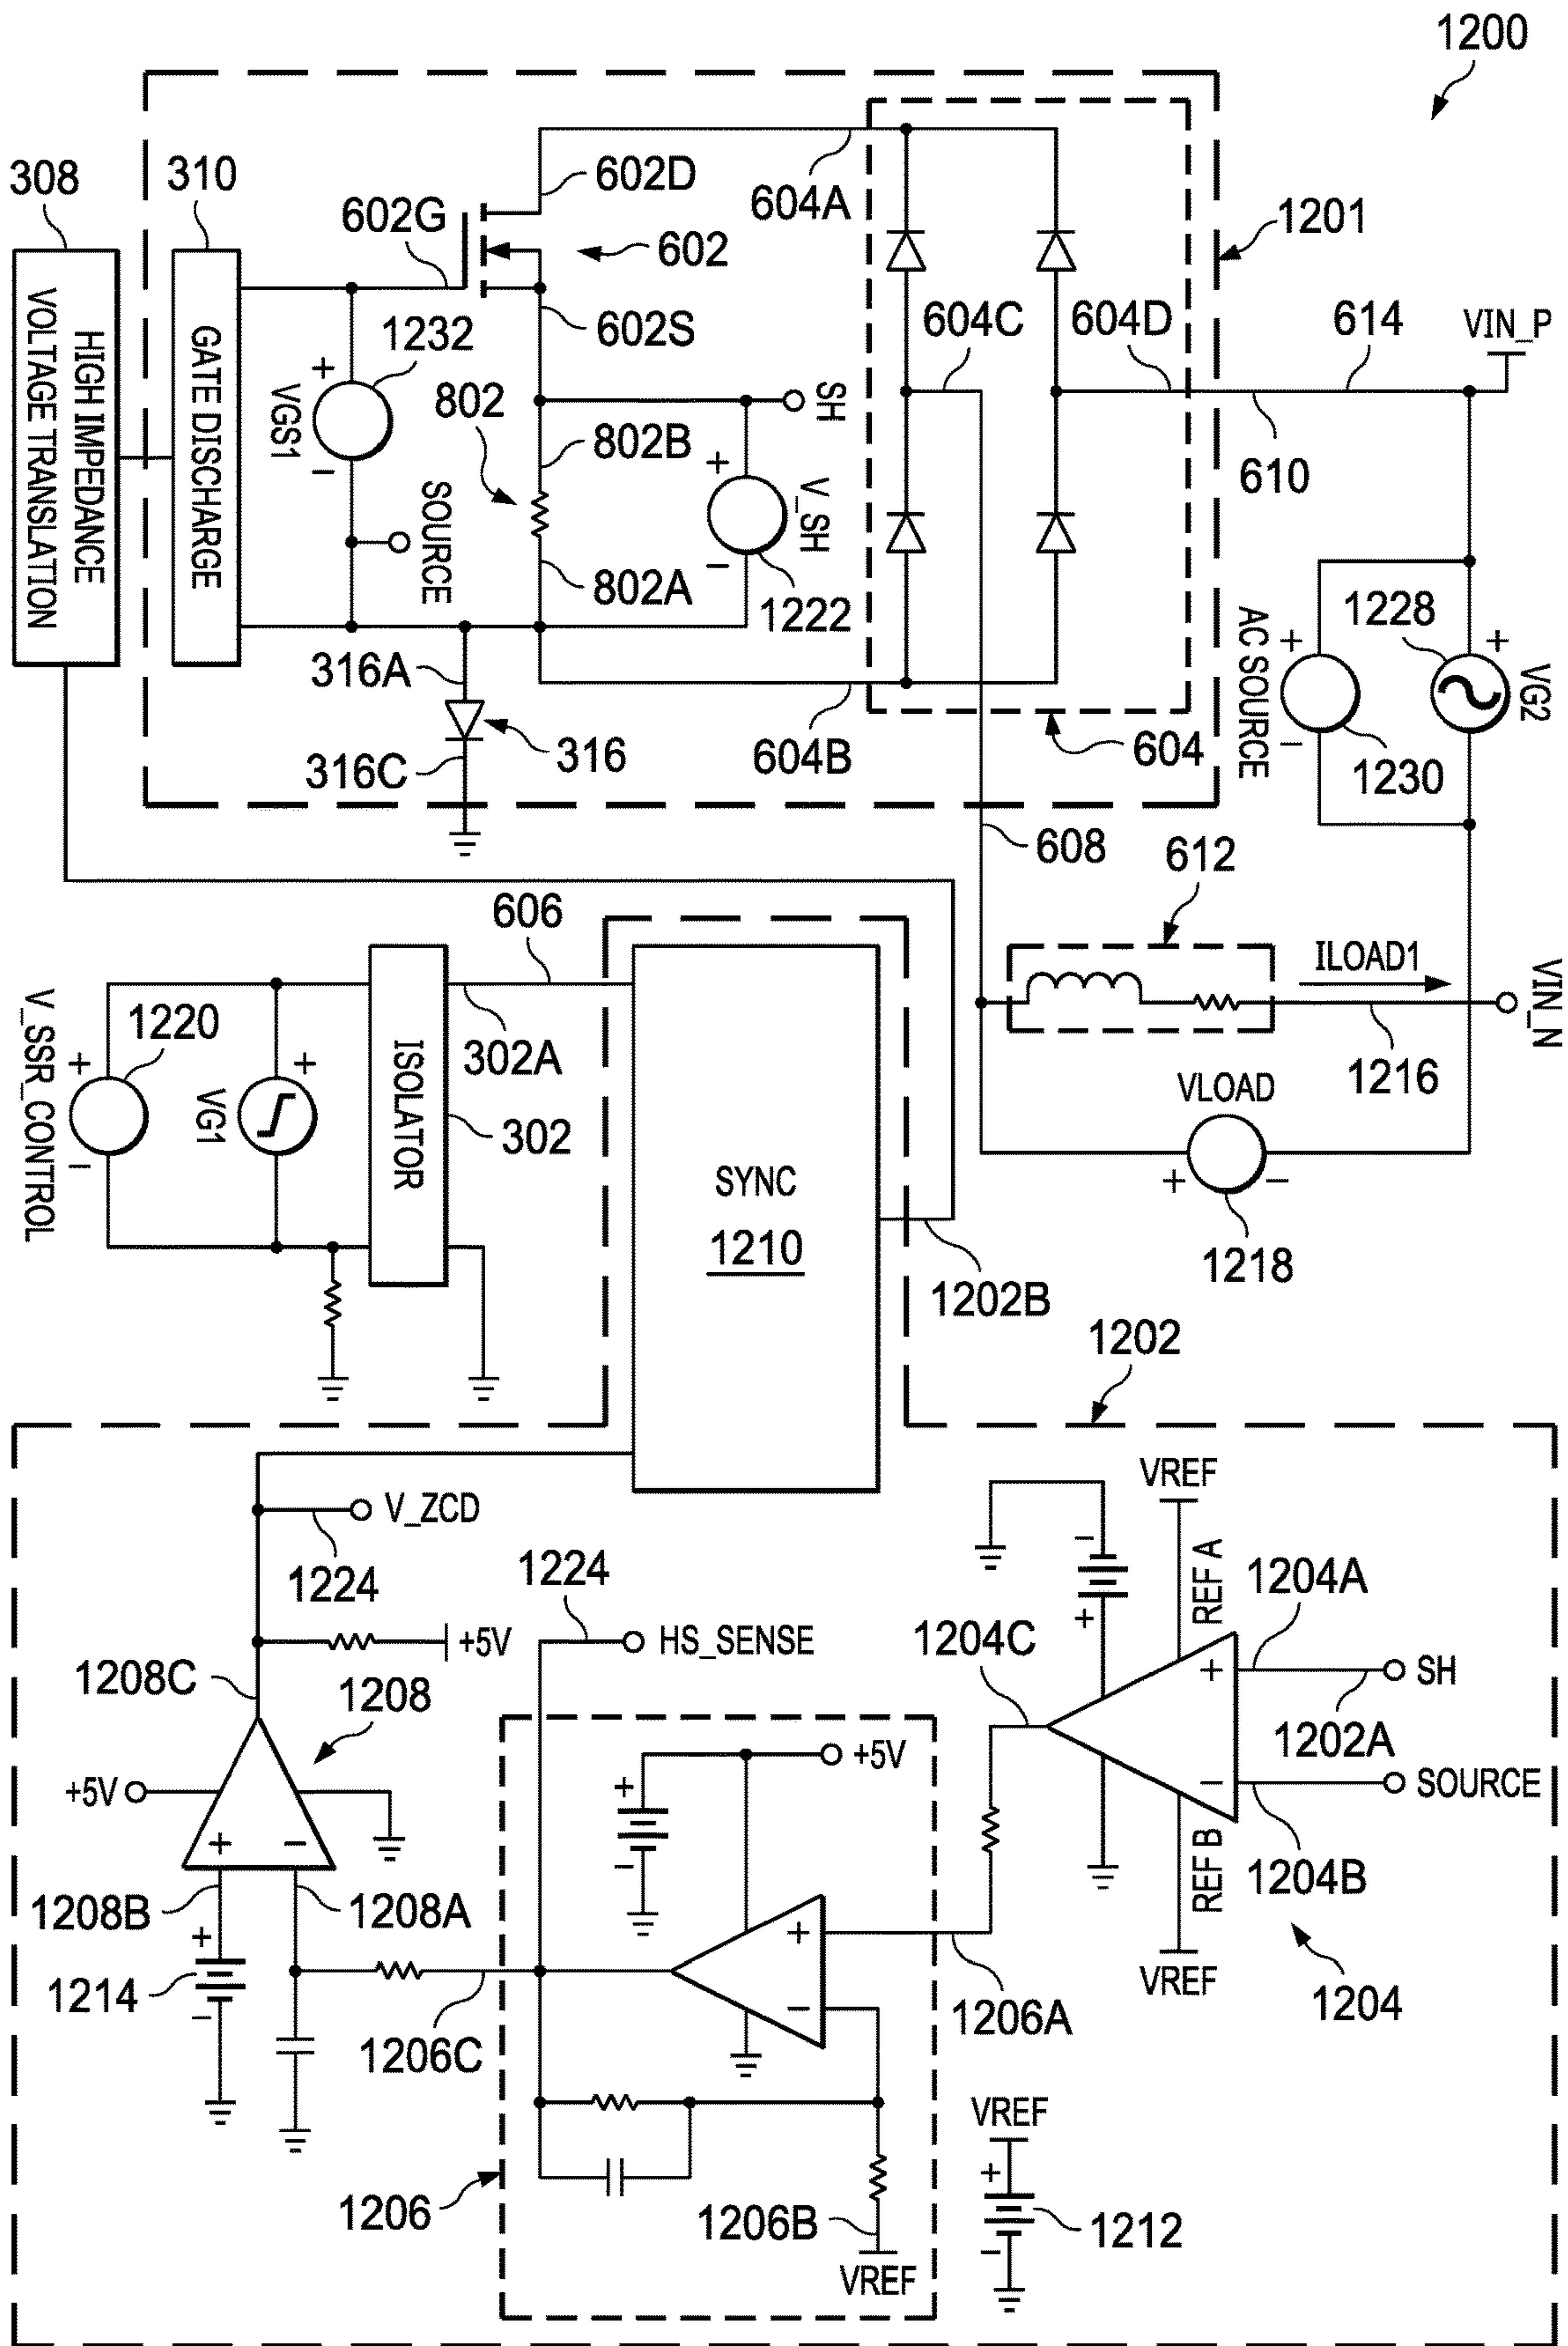 1200
308
310
602G
602D
602
602S
604A
1201
604C
604D
614
VIN_P
HIGH IMPEDANCE
VOLTAGE TRANSLATION
GATE DISCHARGE
+
1232
VGS1
−
SOURCE
802
802B
802A
SH
+
V_SH
−
1222
610
316A
316
316C
604B
604
AC SOURCE
+
−
1228
+
VG2
1230
608
612
ILOAD1
VIN_N
1216
VLOAD
+
−
1218
606
302A
302
ISOLATOR
V_SSR_CONTROL
1220
+
−
VG1
+
SYNC
1210
1202B
1202
V_ZCD
1224
+5V
1208C
1208
+5V
+
−
1208B
1208A
+
1214
−
1224
HS_SENSE
+5V
+
−
+
−
1206C
1206A
1206
1206B
VREF
VREF
+
−
1212
−
+
VREF
REF A
1204A
1204C
+
SH
1202A
−
SOURCE
REF B
1204B
VREF
1204